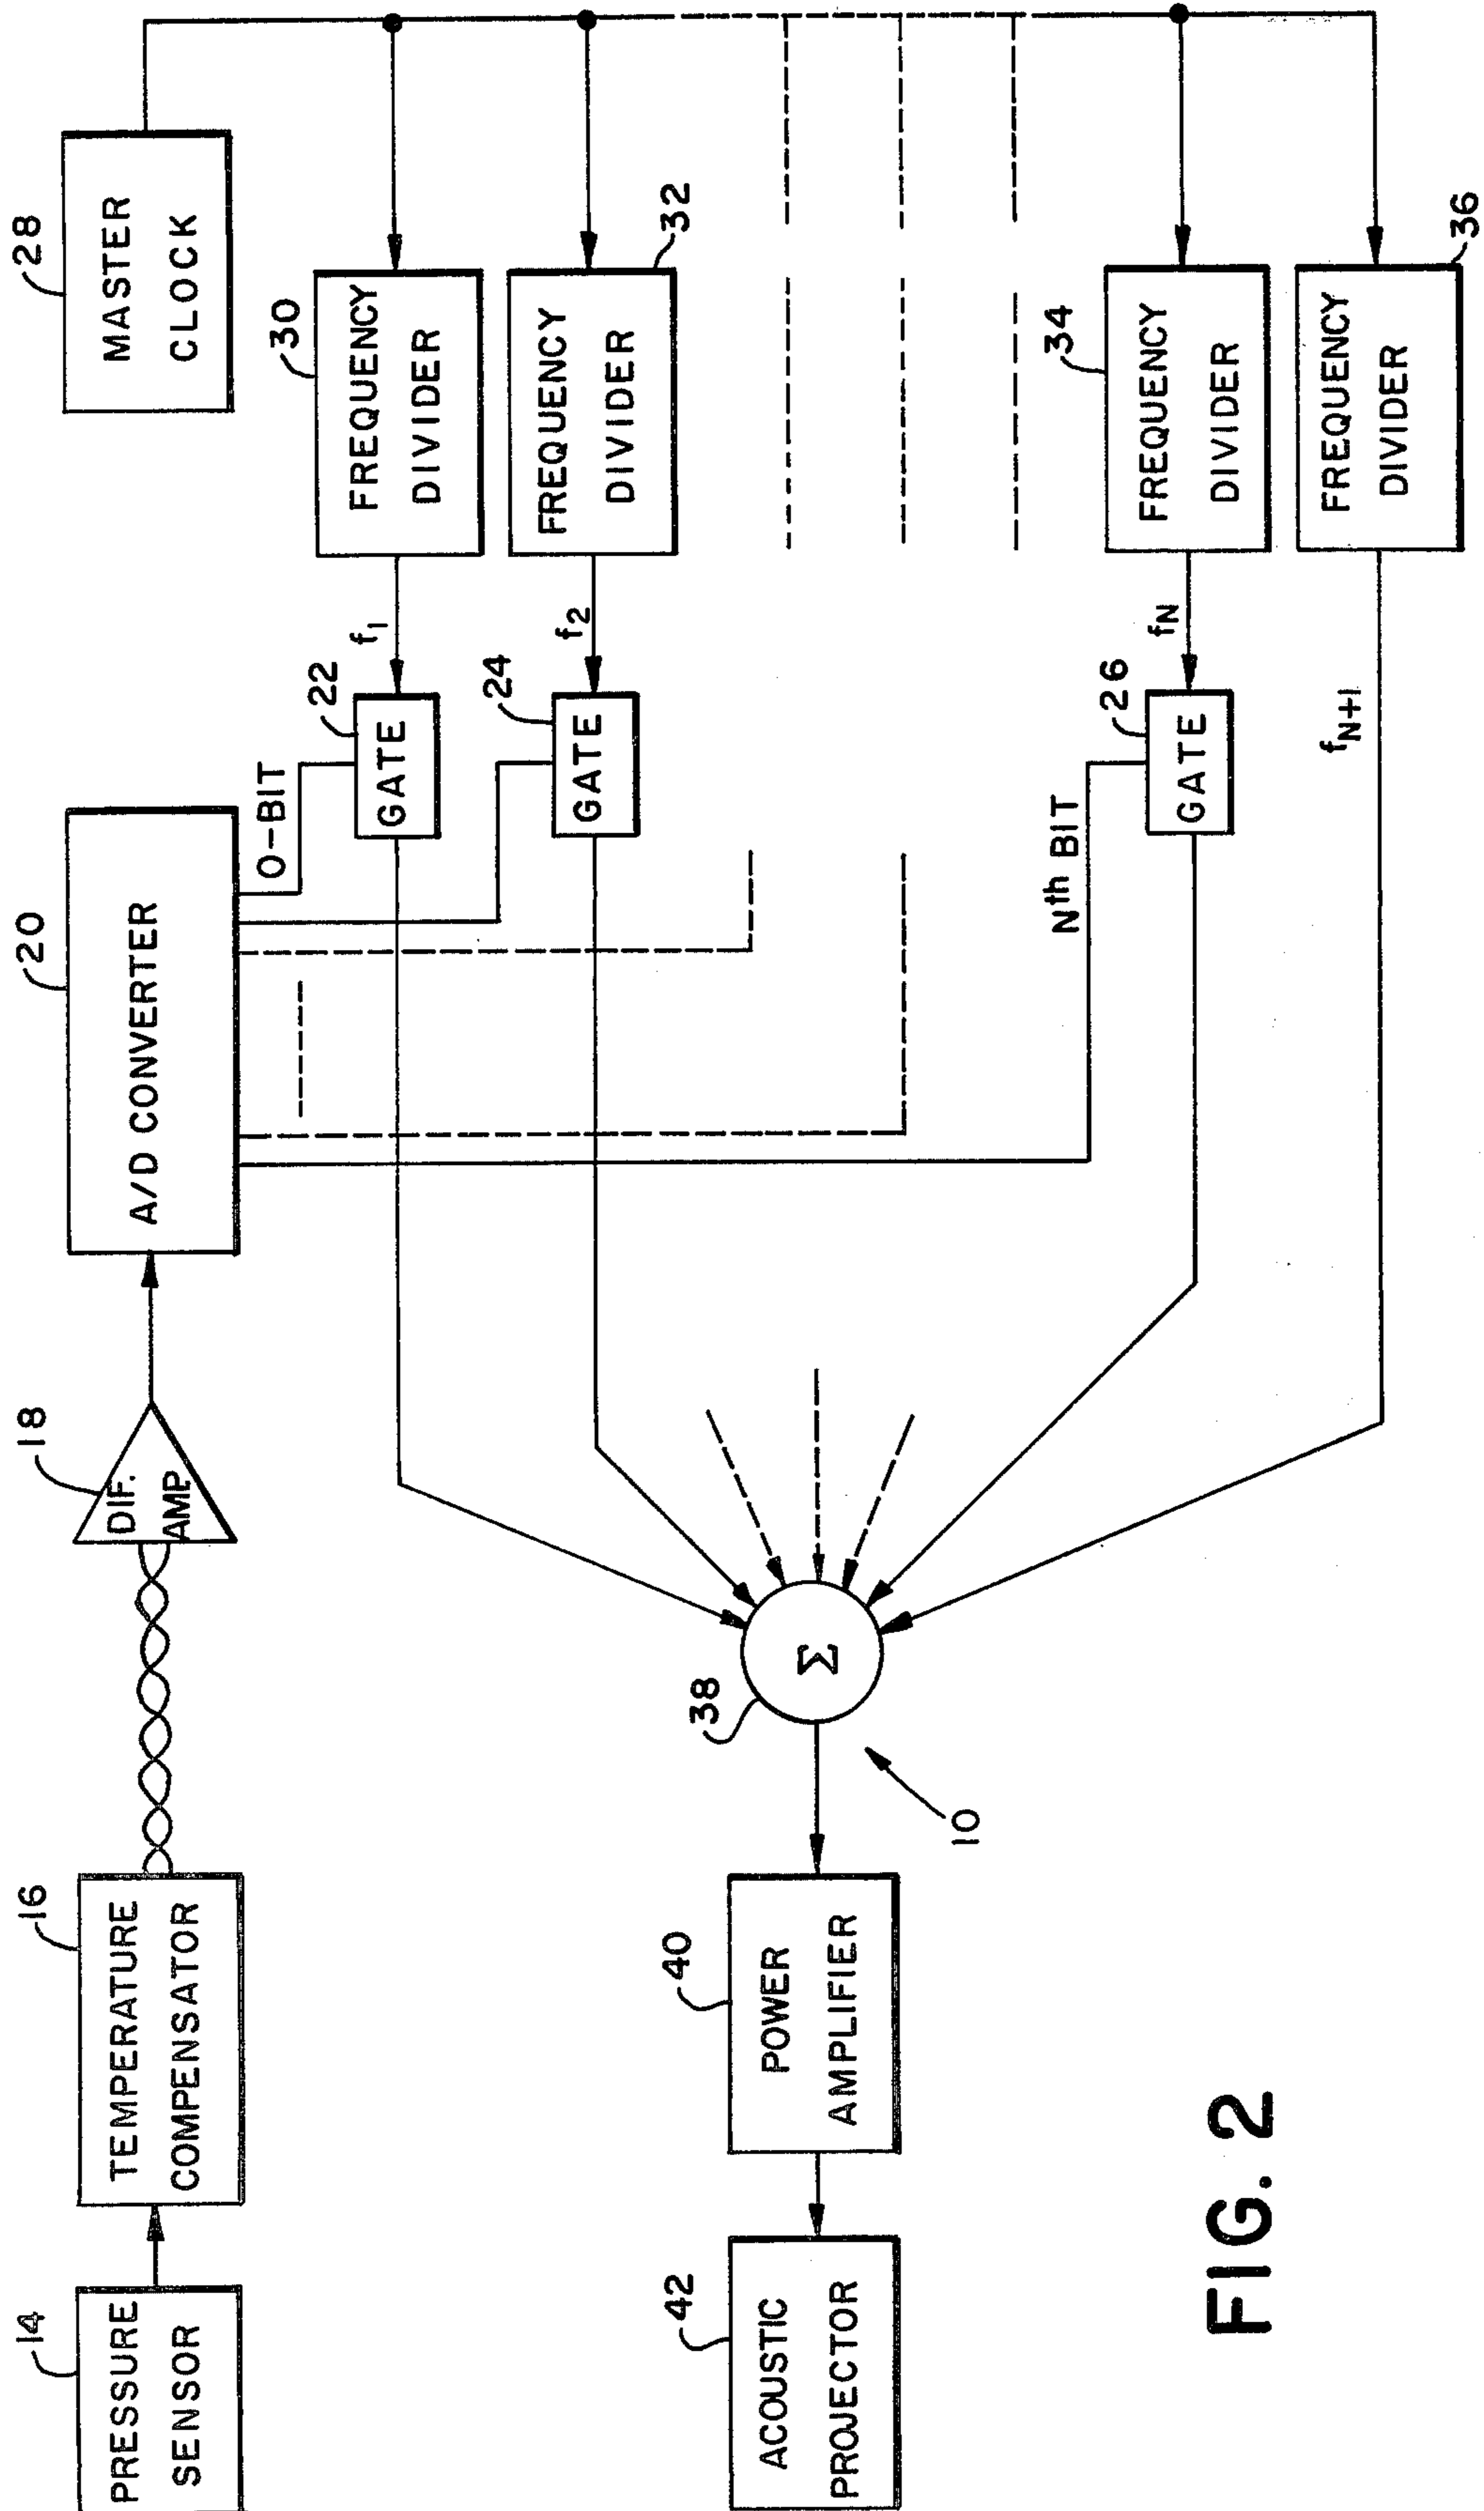 14
PRESSURE
SENSOR
16
TEMPERATURE
COMPENSATOR
18
DIF.
AMP.
20
A/D CONVERTER
28
MASTER
CLOCK
O-BIT
22
GATE
f1
30
FREQUENCY
DIVIDER
24
GATE
f2
32
FREQUENCY
DIVIDER
42
ACOUSTIC
PROJECTOR
40
POWER
AMPLIFIER
38
Σ
10
Nth BIT
26
GATE
fN
34
FREQUENCY
DIVIDER
fN+1
36
FREQUENCY
DIVIDER
FIG. 2